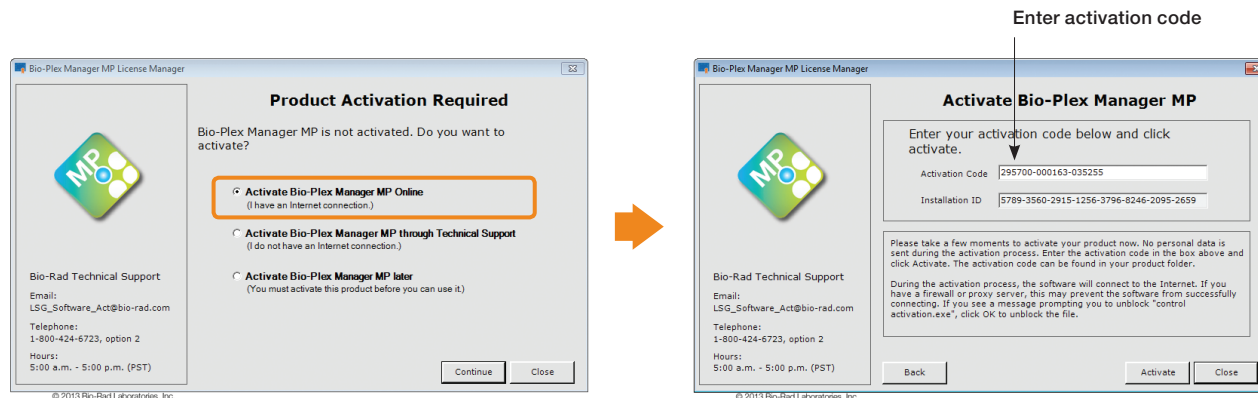 Enter activation code
Bio-Plex Manager MP License Manager
Product Activation Required
Bio-Plex Manager MP is not activated. Do you want to
activate?
MP
Activate Bio-Plex Manager MP Online
(I have an Internet connection.)
Activate Bio-Plex Manager MP through Technical Support
(I do not have an Internet connection.)
Activate Bio-Plex Manager MP later
(You must activate this product before you can use it.)
Bio-Rad Technical Support
Email:
LSG_Software_Act@bio-rad.com
Telephone:
1-800-424-6723, option 2
Hours:
5:00 a.m. - 5:00 p.m. (PST)
Continue
Close
© 2013 Bio-Rad Laboratories, Inc.
Bio-Plex Manager MP License Manager
Activate Bio-Plex Manager MP
Enter your activation code below and click
activate.
MP
Activation Code 295700-000163-035255
Installation ID 5789-3560-2915-1256-3796-8246-2095-2659
Please take a few moments to activate your product now. No personal data is
sent during the activation process. Enter the activation code in the box above and
click Activate. The activation code can be found in your product folder.
During the activation process, the software will connect to the Internet. If you
have a firewall or proxy server, this may prevent the software from successfully
connecting. If you see a message prompting you to unblock "control
activation.exe", click OK to unblock the file.
Bio-Rad Technical Support
Email:
LSG_Software_Act@bio-rad.com
Telephone:
1-800-424-6723, option 2
Hours:
5:00 a.m. - 5:00 p.m. (PST)
Back
Activate
Close
© 2013 Bio-Rad Laboratories, Inc.